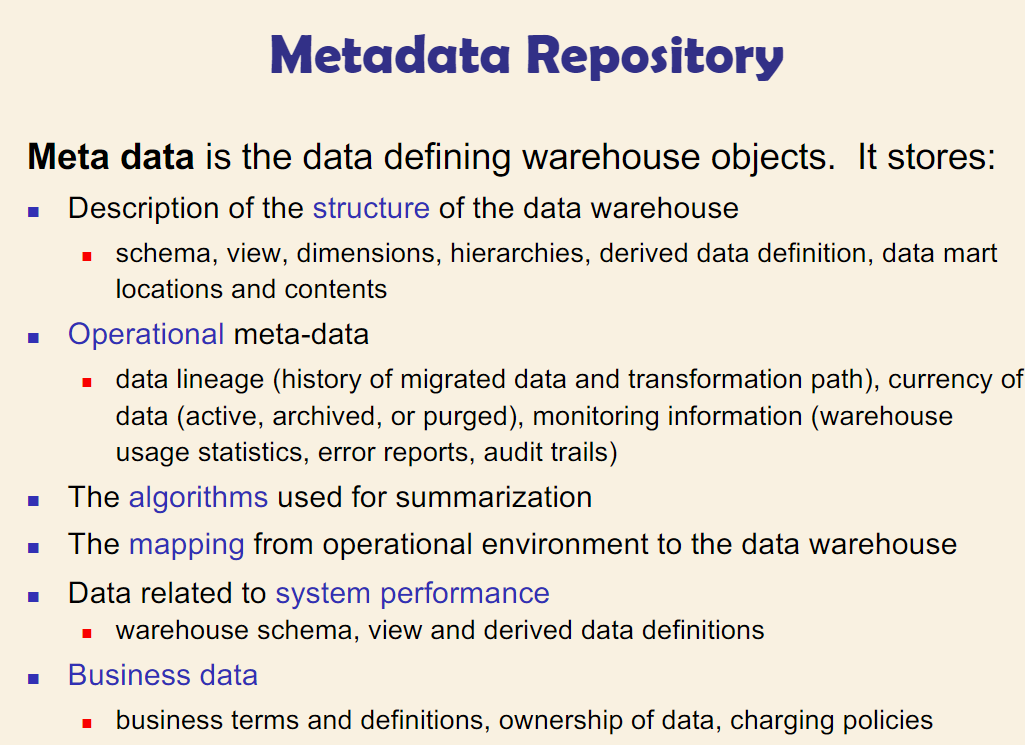 Metadata Repository
Meta data is the data defining warehouse objects. It stores:
Description of the structure of the data warehouse
schema, view, dimensions, hierarchies, derived data definition, data mart
locations and contents
Operational meta-data
data lineage (history of migrated data and transformation path), currency of
data (active, archived, or purged), monitoring information (warehouse
usage statistics, error reports, audit trails)
The algorithms used for summarization
The mapping from operational environment to the data warehouse
Data related to system performance
warehouse schema, view and derived data definitions
Business data
business terms and definitions, ownership of data, charging policies